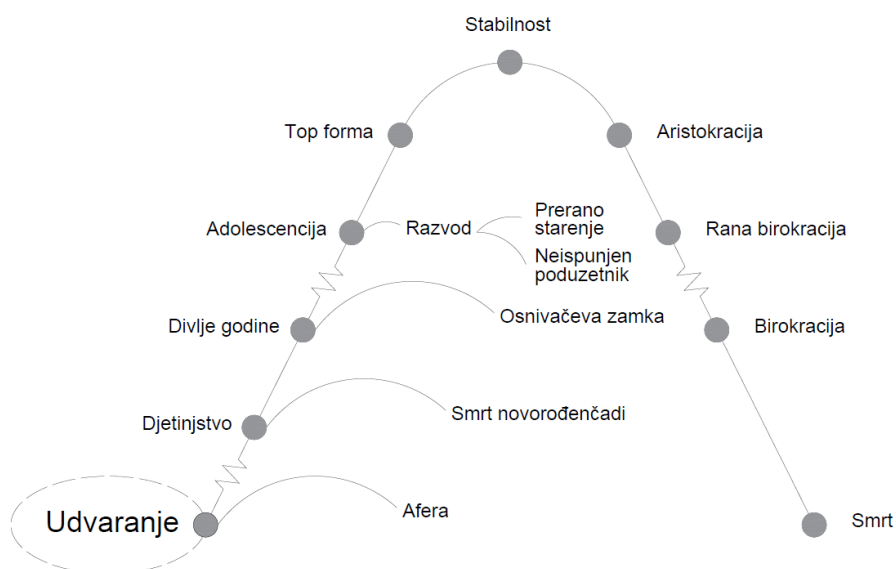 Stabilnost
Top forma
Aristokracija
Adolescencija
Razvod
Prerano
starenje
Neispunjen
poduzetnik
Rana birokracija
Divlje godine
Osnivačeva zamka
Birokracija
Djetinjstvo
Smrt novorođenčadi
Udvaranje
Afera
Smrt